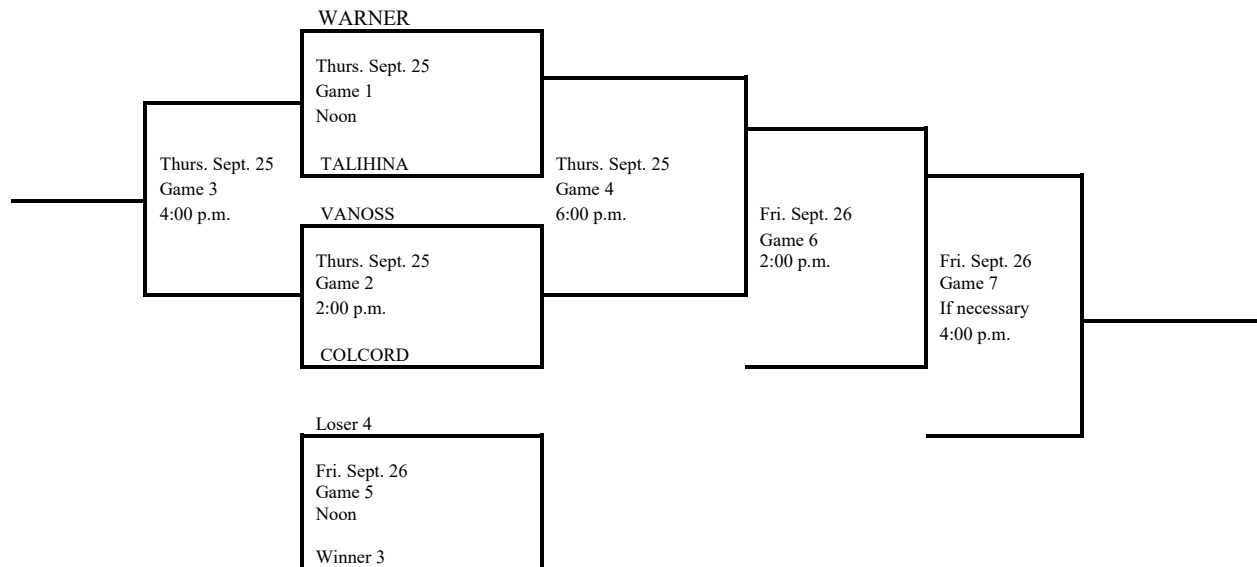 WARNER
Thurs. Sept. 25
Game 1
Noon
TALIHINA
Thurs. Sept. 25
Game 3
4:00 p.m.
VANOSS
Thurs. Sept. 25
Game 2
2:00 p.m.
COLCORD
Thurs. Sept. 25
Game 4
6:00 p.m.
Fri. Sept. 26
Game 6
2:00 p.m.
Fri. Sept. 26
Game 7
If necessary
4:00 p.m.
Loser 4
Fri. Sept. 26
Game 5
Noon
Winner 3